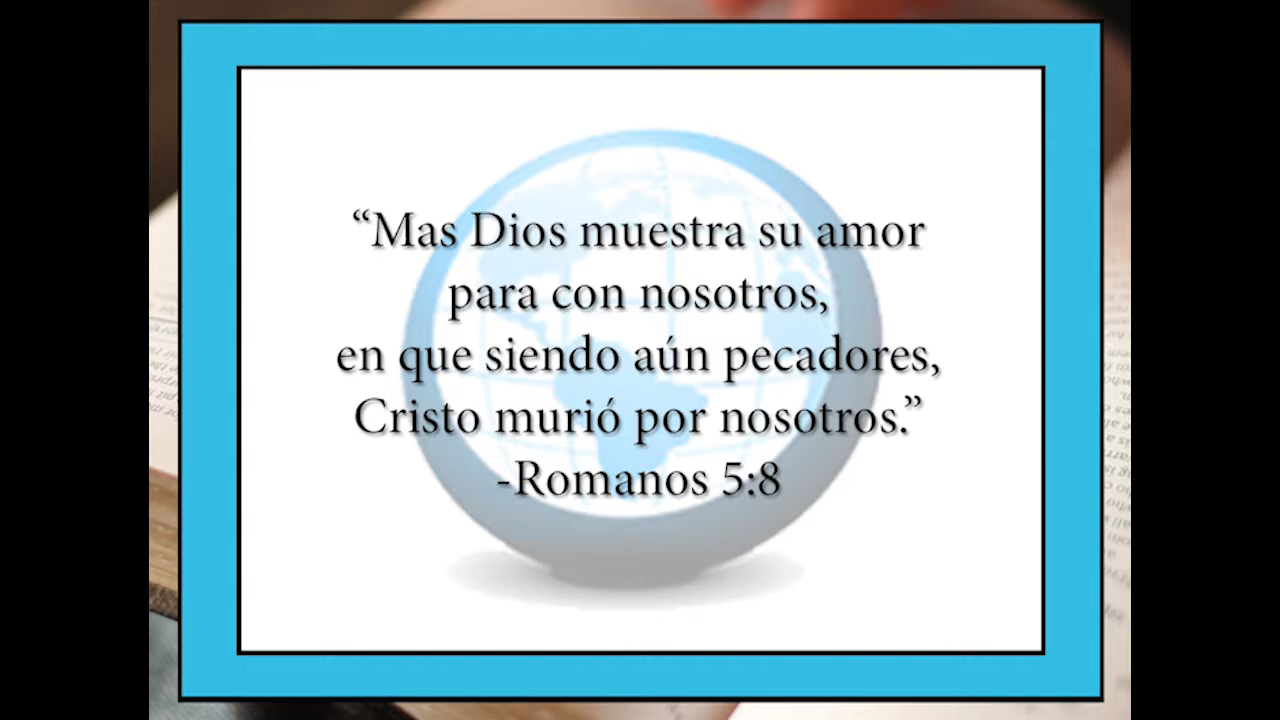 “Mas Dios muestra su amor
para con nosotros,
en que siendo aún pecadores,
Cristo murió por nosotros.”
-Romanos 5:8